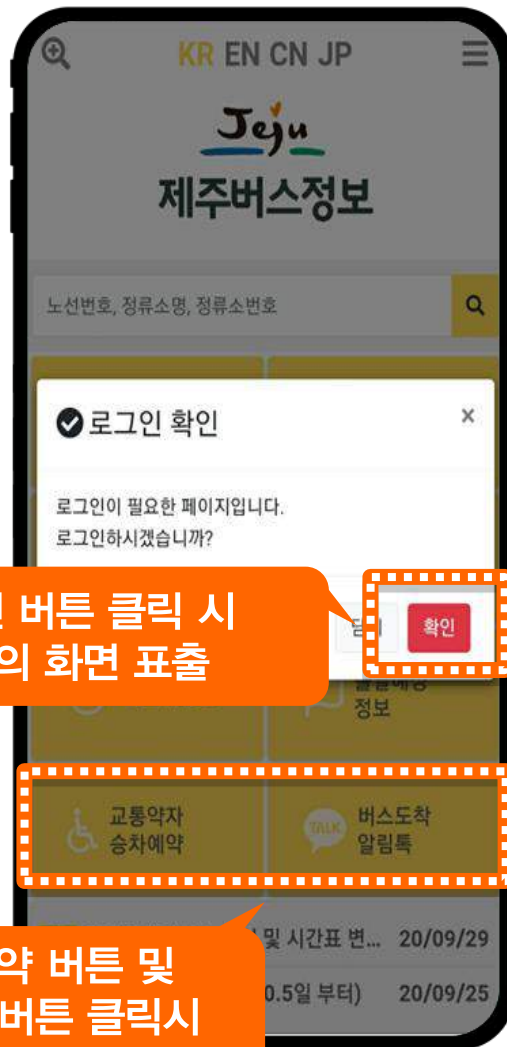 KR EN CN JP
Jeju
제주버스정보
노선번호, 정류소명, 정류소번호
로그인 확인
×
로그인이 필요한 페이지입니다.
로그인하시겠습니까?
버튼 클릭 시
의 화면 표출
확인
정보
교통약자
승차예약
TALK
버스도착
알림톡
및 시간표 변... 20/09/29
0.5일 부터) 20/09/25
약 버튼 및
버튼 클릭시